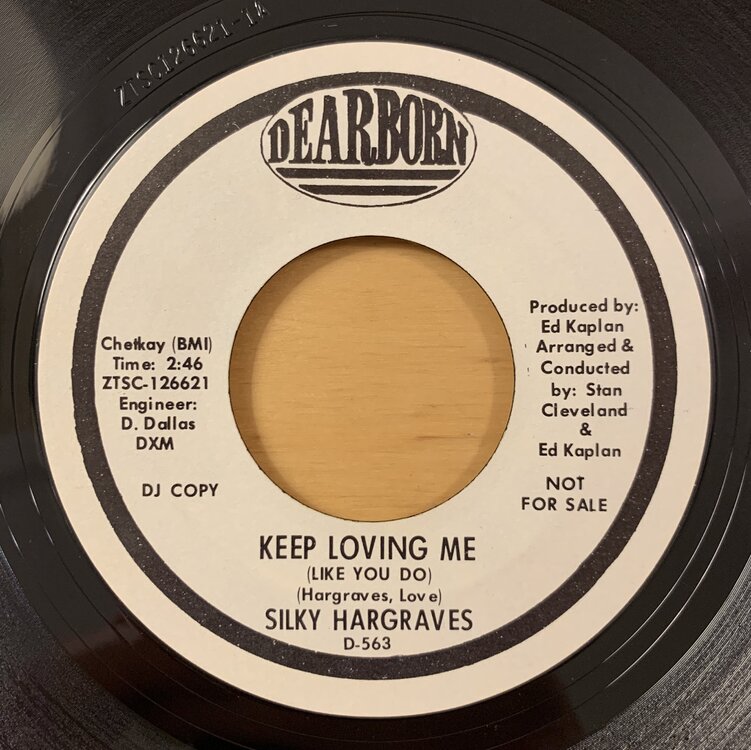 ZTSC126621-1A
DEARBORN
Chetkay (BMI)
Time: 2:46
ZTSC-126621
Engineer:
D. Dallas
DXM
DJ COPY
Produced by:
Ed Kaplan
Arranged &
Conducted
by: Stan
Cleveland
&
Ed Kaplan
NOT
FOR SALE
KEEP LOVING ME
(LIKE YOU DO)
(Hargraves, Love)
SILKY HARGRAVES
D-563